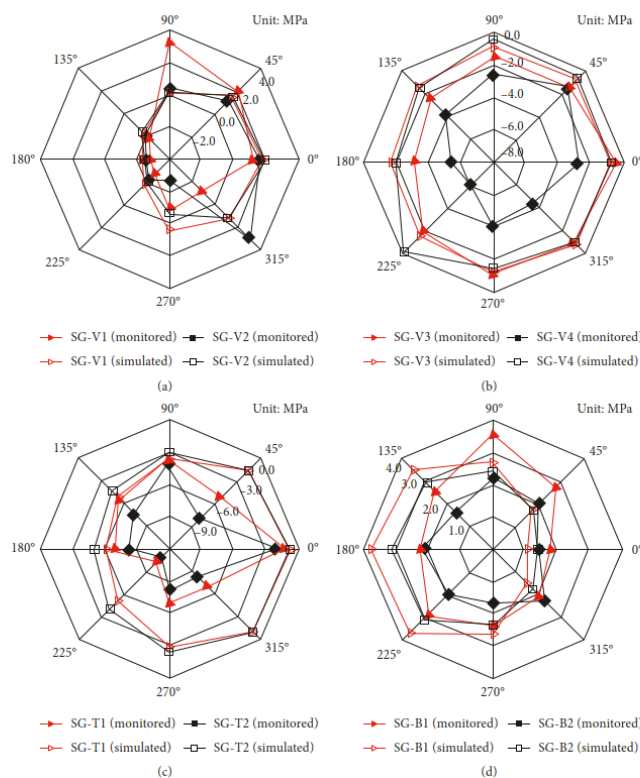 90° Unit: MPa
135° 45°
4.0
2.0
0.0
–2.0
180° 0°
225° 315°
270°
SG-V1 (monitored) SG-V2 (monitored)
SG-V1 (simulated) SG-V2 (simulated)
(a)
90° Unit: MPa
0.0
135° 45°
–2.0
–4.0
–6.0
–8.0
180° 0°
225° 315°
270°
SG-V3 (monitored) SG-V4 (monitored)
SG-V3 (simulated) SG-V4 (simulated)
(b)
90° Unit: MPa
135° 45°
0.0
–3.0
–6.0
–9.0
180° 0°
225° 315°
270°
SG-T1 (monitored) SG-T2 (monitored)
SG-T1 (simulated) SG-T2 (simulated)
(c)
90° Unit: MPa
135° 45°
4.0
3.0
2.0
1.0
180° 0°
225° 315°
270°
SG-B1 (monitored) SG-B2 (monitored)
SG-B1 (simulated) SG-B2 (simulated)
(d)